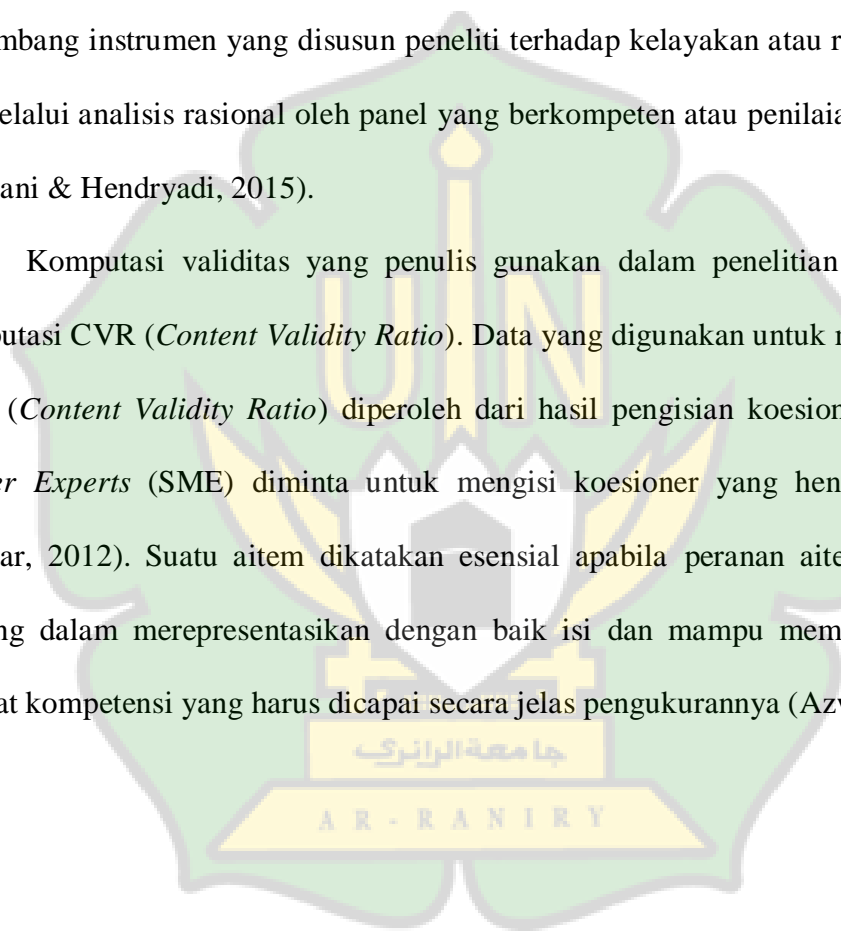 mbang instrumen yang disusun peneliti terhadap kelayakan atau r
elalui analisis rasional oleh panel yang berkompeten atau penilaia
ani & Hendryadi, 2015).
Komputasi validitas yang penulis gunakan dalam penelitian
utasi CVR (Content Validity Ratio). Data yang digunakan untuk
(Content Validity Ratio) diperoleh dari hasil pengisian koesion
er Experts (SME) diminta untuk mengisi koesioner yang hen
ar, 2012). Suatu aitem dikatakan esensial apabila peranan aite
ng dalam merepresentasikan dengan baik isi dan mampu mem
at kompetensi yang harus dicapai secara jelas pengukurannya (Azv
UIN
جامعة الرانري
AR-RANIRY